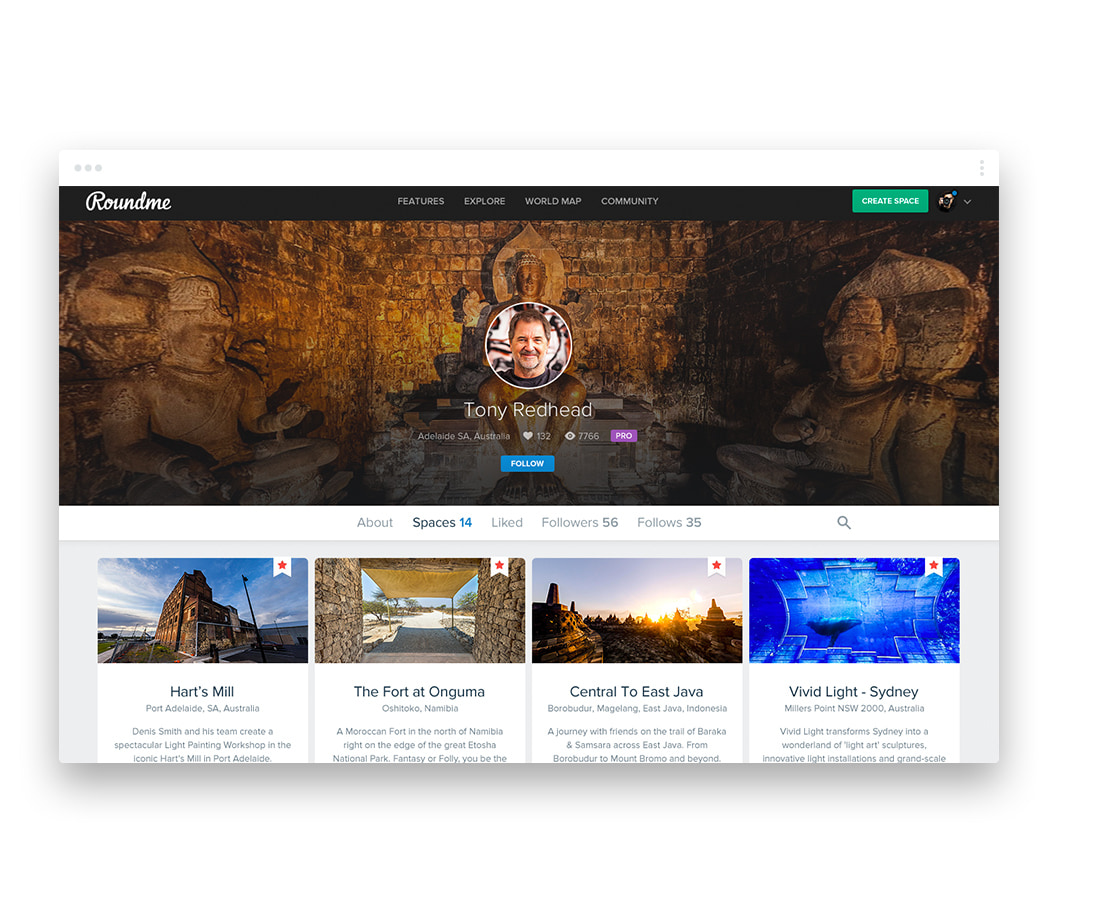 Roundme
FEATURES EXPLORE WORLD MAP COMMUNITY
CREATE SPACE
Tony Redhead
Adelaide SA, Australia 132 7766 PRO
FOLLOW
About Spaces 14 Liked Followers 56 Follows 35
Hart's Mill
Port Adelaide, SA, Australia
Denis Smith and his team create a
spectacular Light Painting Workshop in the
iconic Hart's Mill in Port Adelaide.
The Fort at Onguma
Oshitoko, Namibia
A Moroccan Fort in the north of Namibia
right on the edge of the great Etosha
National Park. Fantasy or Folly, you be the
Central To East Java
Borobudur, Magelang, East Java, Indonesia
A journey with friends on the trail of Baraka
& Samsara across East Java. From
Borobudur to Mount Bromo and beyond.
Vivid Light - Sydney
Millers Point NSW 2000, Australia
Vivid Light transforms Sydney into a
wonderland of 'light art' sculptures,
innovative light installations and grand-scale